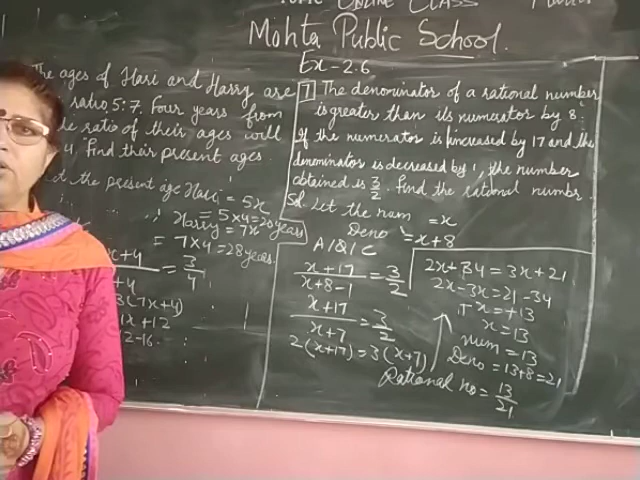 ONLINE CLASS
Mohta Public School.
Ex-2.6
The ages of Hari and Harry are
ratio 5:7. Four years from
ratio of their ages will
4. Find their present ages.
the present age Hari = 5x
= 5x4=20years
Harry = 7x
= 7x4=28years
x+4
= 3
4
+4
3(7x+4)
x+12
2-16
7 The denominator of a rational number
is greater than its numerator by 8.
If the numerator is increased by 17 and the
denominator is decreased by 1, the number
obtained is 3/2. Find the rational number.
Sol. Let the num = x
Deno = x+8
A/Q/C
x+17 / x+8-1 = 3/2
x+17 / x+7 = 3/2
2(x+17)=3(x+7)
2x+34 = 3x+21
2x-3x=21-34
x = 13
num = 13
Deno = 13+8=21
Rational no = 13/21